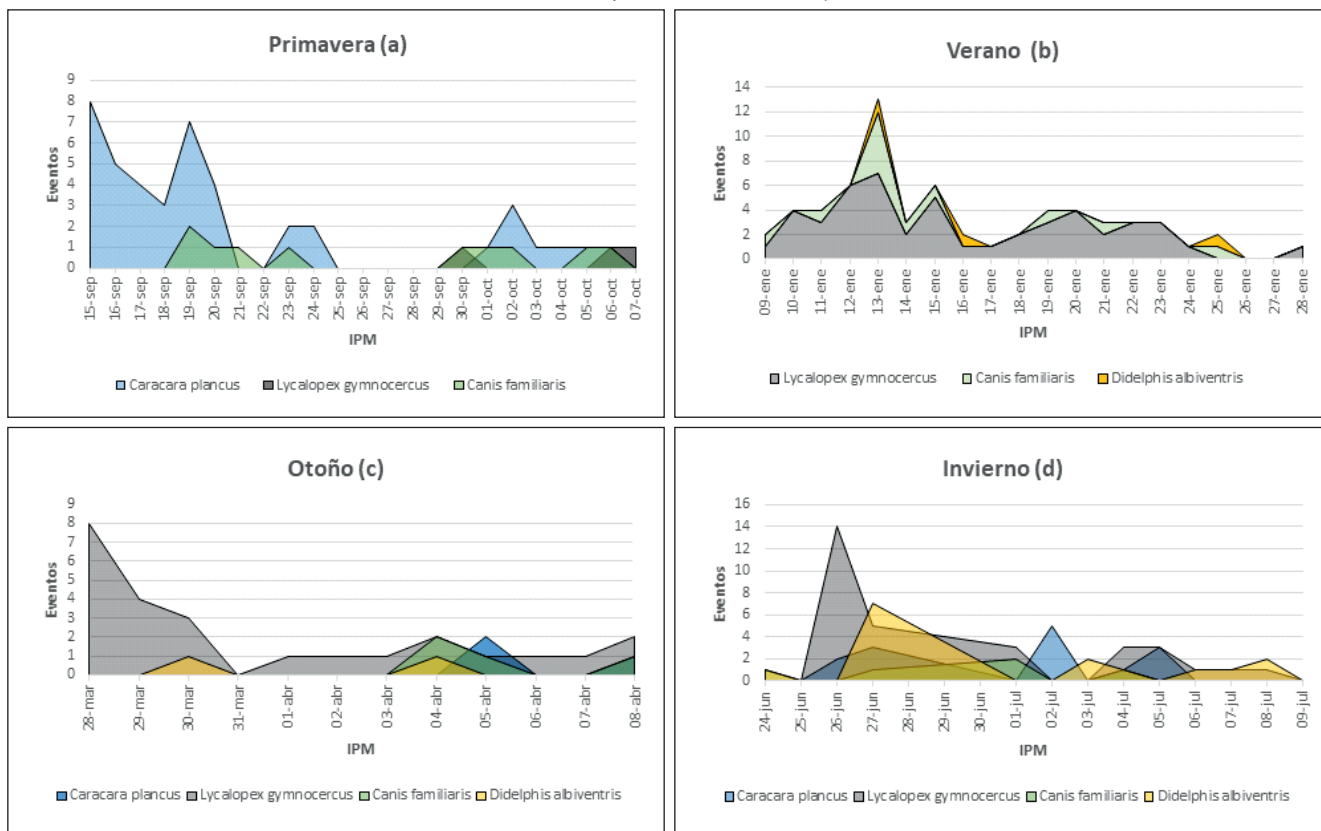 Primavera (a)
Eventos
9
8
7
6
5
4
3
2
1
0
15-sep
16-sep
17-sep
18-sep
19-sep
20-sep
21-sep
22-sep
23-sep
24-sep
25-sep
26-sep
27-sep
28-sep
29-sep
30-sep
01-oct
02-oct
03-oct
04-oct
05-oct
06-oct
07-oct
IPM
Caracara plancus Lycalopex gymnocercus Canis familiaris
Verano (b)
Eventos
14
12
10
8
6
4
2
0
09-ene
10-ene
11-ene
12-ene
13-ene
14-ene
15-ene
16-ene
17-ene
18-ene
19-ene
20-ene
21-ene
22-ene
23-ene
24-ene
25-ene
26-ene
27-ene
28-ene
IPM
Lycalopex gymnocercus Canis familiaris Didelphis albiventris
Otoño (c)
Eventos
9
8
7
6
5
4
3
2
1
0
28-mar
29-mar
30-mar
31-mar
01-abr
02-abr
03-abr
04-abr
05-abr
06-abr
07-abr
08-abr
IPM
Caracara plancus Lycalopex gymnocercus Canis familiaris Didelphis albiventris
Invierno (d)
Eventos
16
14
12
10
8
6
4
2
0
24-jun
25-jun
26-jun
27-jun
28-jun
29-jun
30-jun
01-jul
02-jul
03-jul
04-jul
05-jul
06-jul
07-jul
08-jul
09-jul
IPM
Caracara plancus Lycalopex gymnocercus Canis familiaris Didelphis albiventris